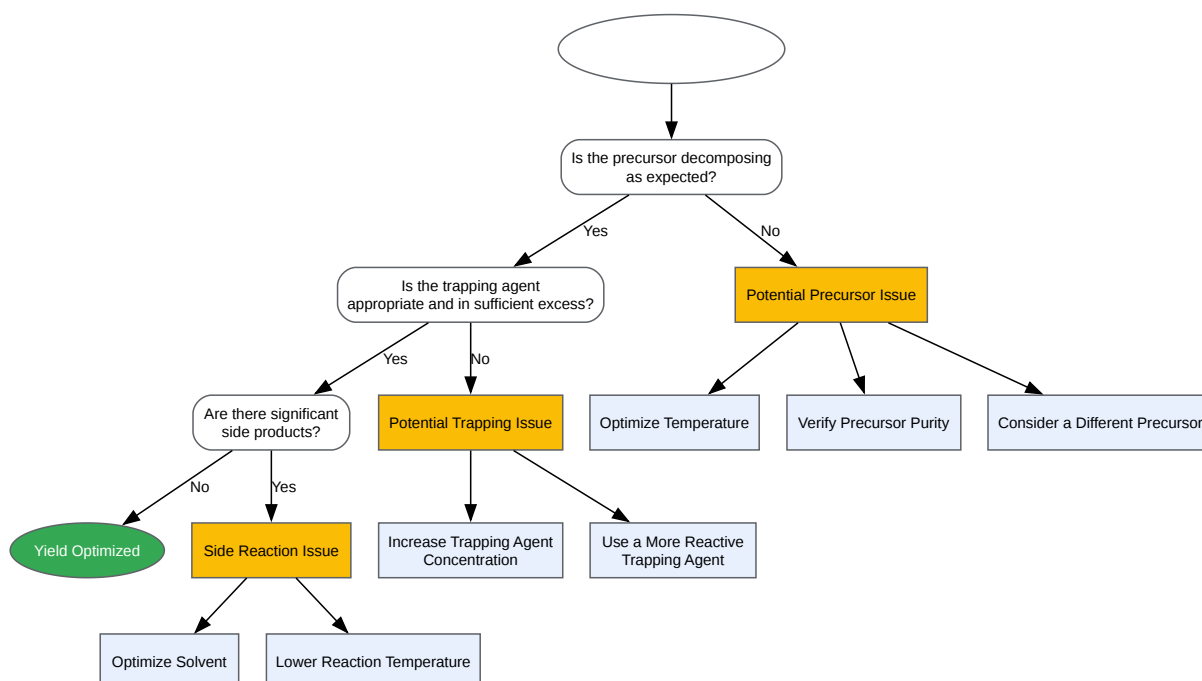 Is the precursor decomposing
as expected?
Yes
No
Is the trapping agent
appropriate and in sufficient excess?
Potential Precursor Issue
Yes
No
Are there significant
side products?
Potential Trapping Issue
Optimize Temperature
Verify Precursor Purity
Consider a Different Precursor
No
Yes
Yield Optimized
Side Reaction Issue
Increase Trapping Agent
Concentration
Use a More Reactive
Trapping Agent
Optimize Solvent
Lower Reaction Temperature